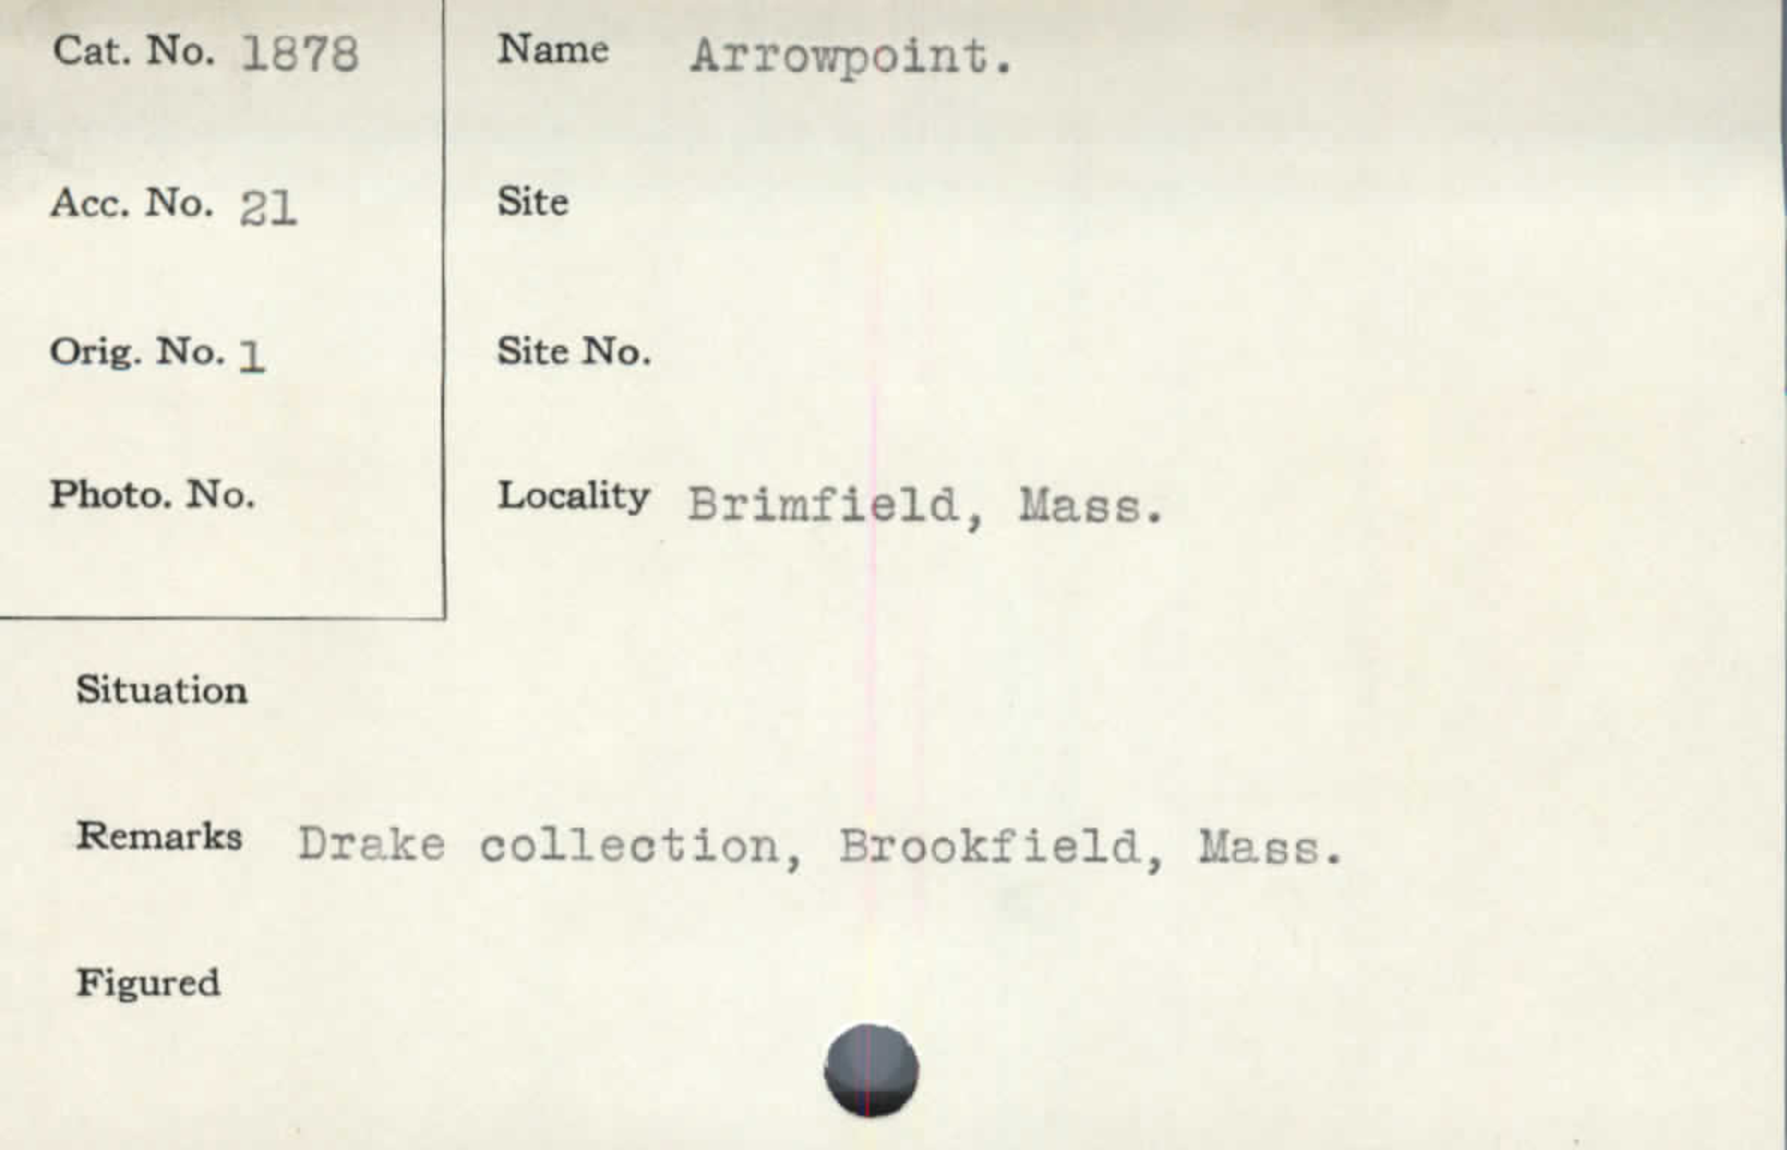 Cat. No. 1878
Acc. No. 21
Orig. No. 1
Photo. No.
Name Arrowpoint.
Site
Site No.
Locality Brimfield, Mass.
Situation
Remarks Drake collection, Brookfield, Mass.
Figured